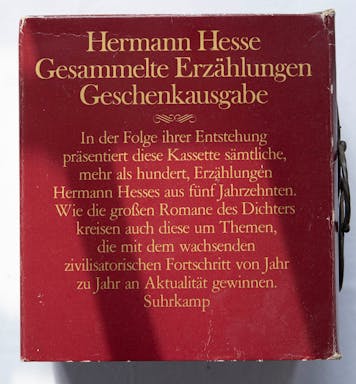 Hermann Hesse
Gesammelte Erzählungen
Geschenkausgabe
In der Folge ihrer Entstehung
präsentiert diese Kassette sämtliche,
mehr als hundert, Erzählungen
Hermann Hesses aus fünf Jahrzehnten.
Wie die großen Romane des Dichters
kreisen auch diese um Themen,
die mit dem wachsenden
zivilisatorischen Fortschritt von Jahr
zu Jahr an Aktualität gewinnen.
Suhrkamp